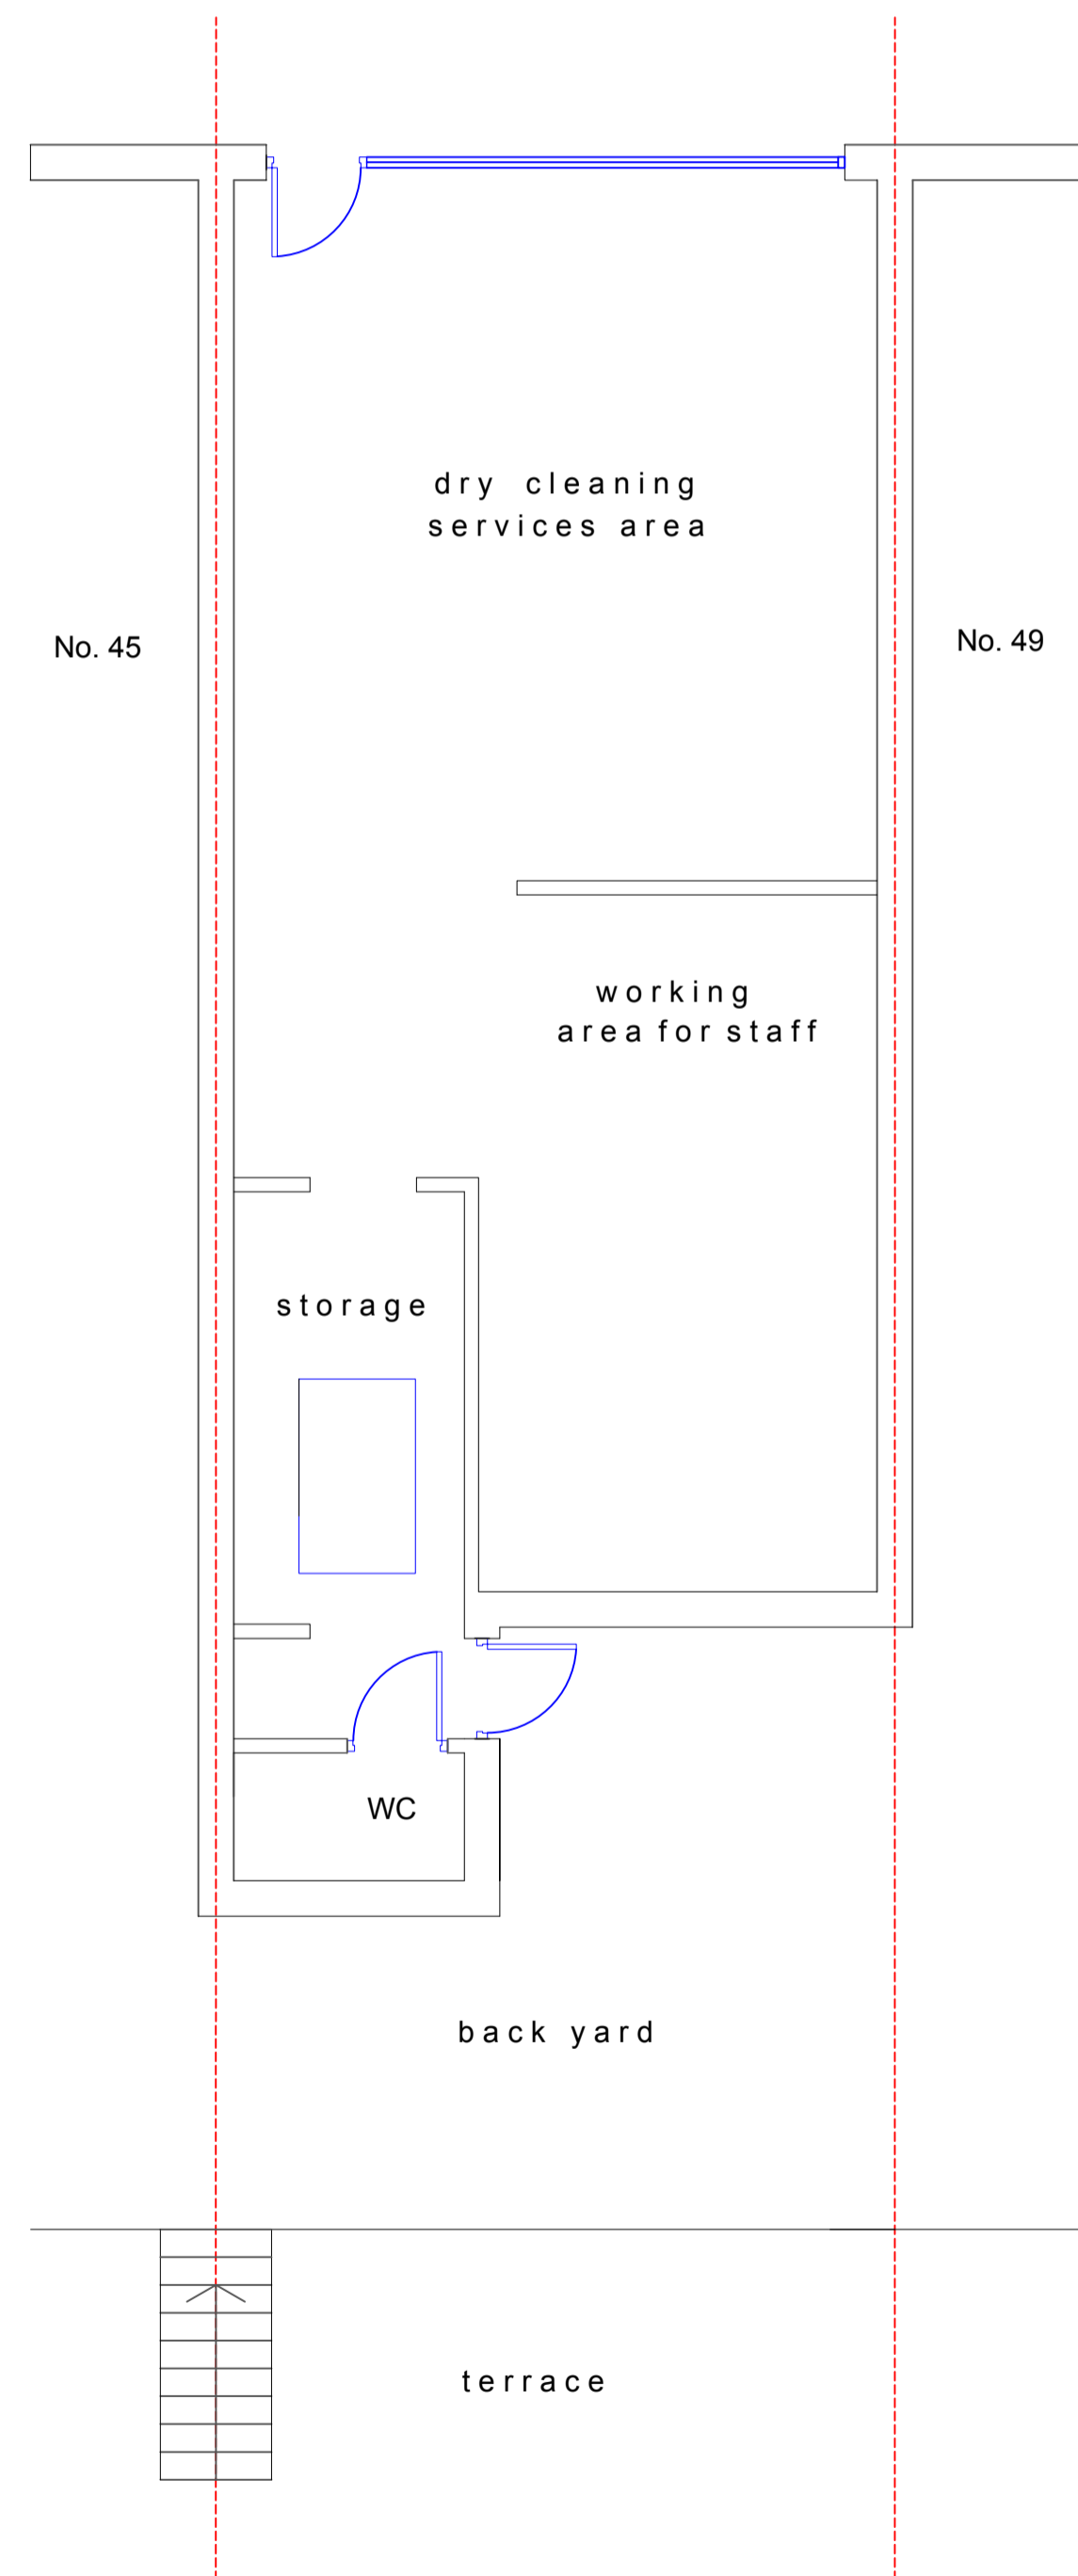 dry cleaning
services area
No. 45
No. 49
working
area for staff
storage
WC
back yard
terrace